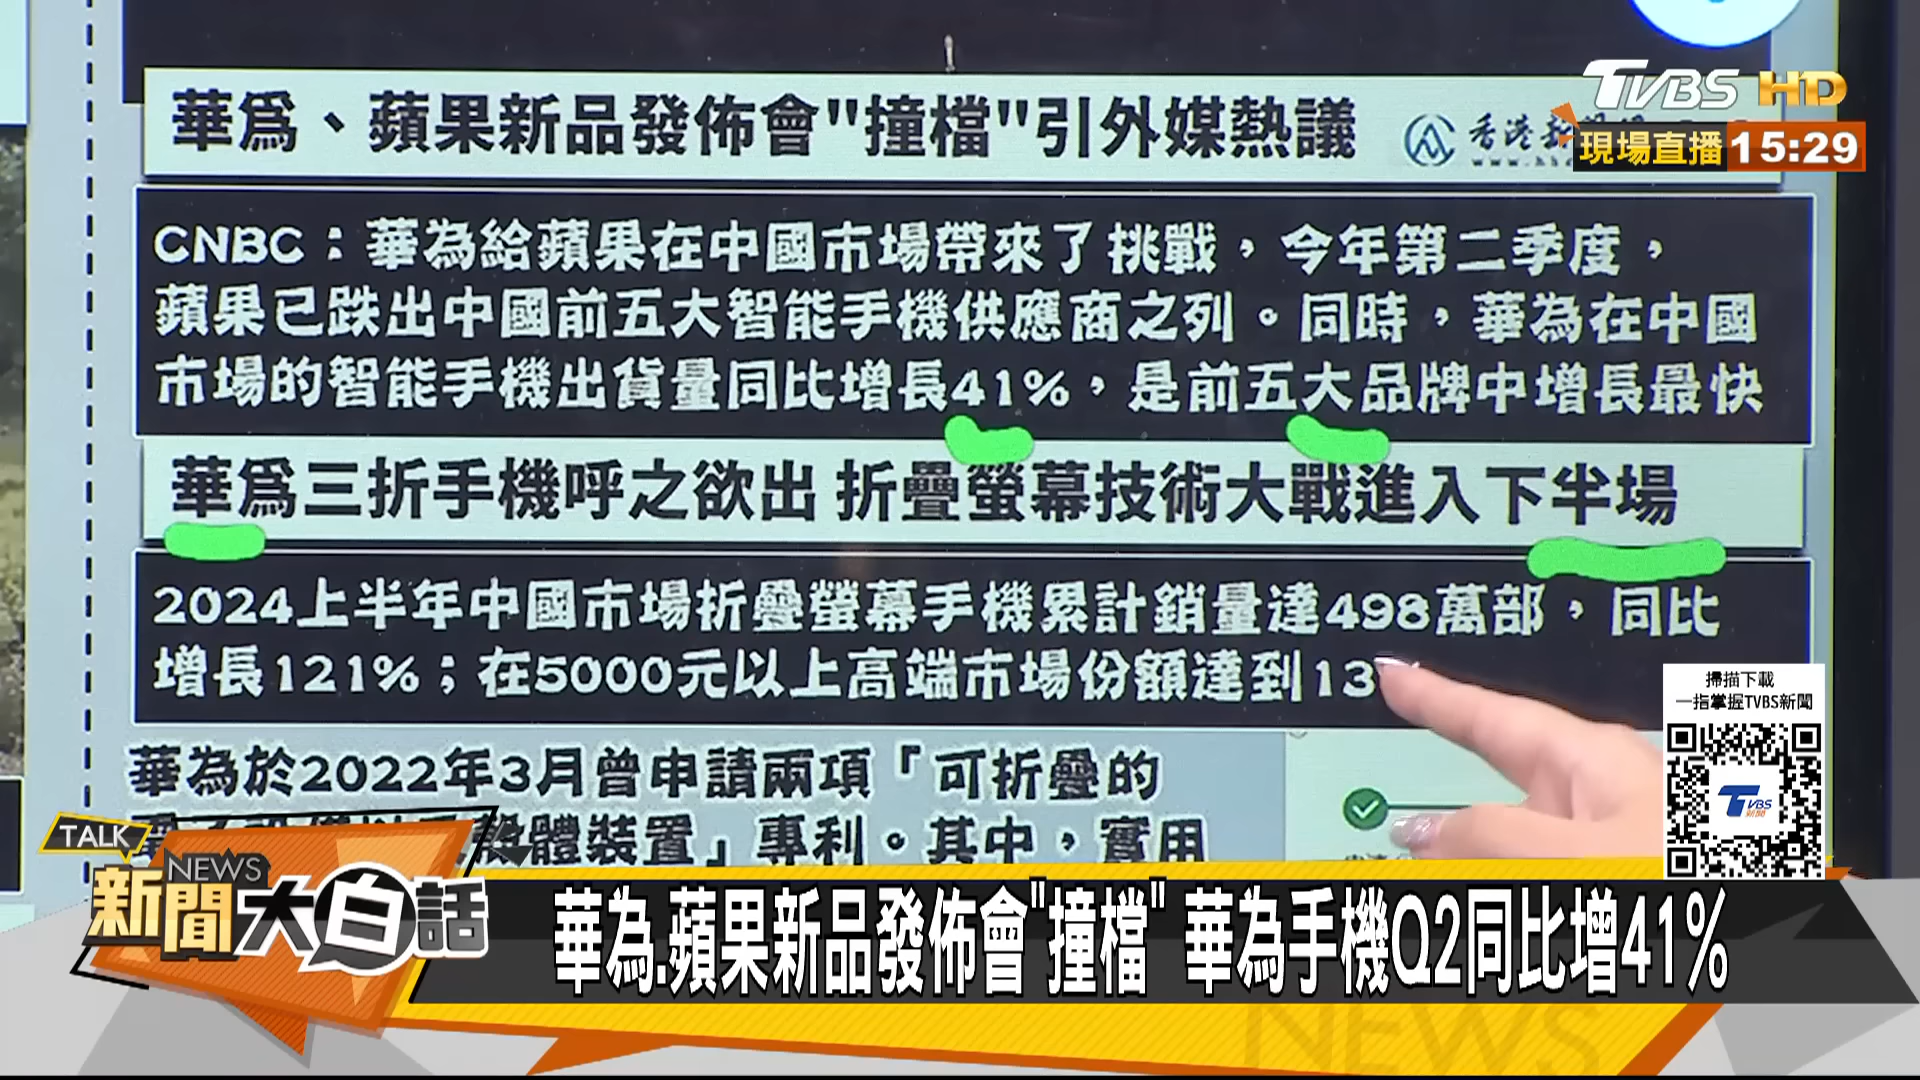 華爲、蘋果新品發佈會"撞檔"引外媒熱議
香港新
TVBS HD
現場直播 15:29
CNBC：華為給蘋果在中國市場帶來了挑戰，今年第二季度，
蘋果已跌出中國前五大智能手機供應商之列。同時，華為在中國
市場的智能手機出貨量同比增長41%，是前五大品牌中增長最快
華爲三折手機呼之欲出 折疊螢幕技術大戰進入下半場
2024上半年中國市場折疊螢幕手機累計銷量達498萬部，同比
增長121%；在5000元以上高端市場份額達到13
華為於2022年3月曾申請兩項「可折疊的
體裝置」專利。其中，實用
掃描下載
一指掌握TVBS新聞
TVBS
新聞
TALK
NEWS
新聞大白話
華為.蘋果新品發佈會"撞檔" 華為手機Q2同比增41%
NEWS